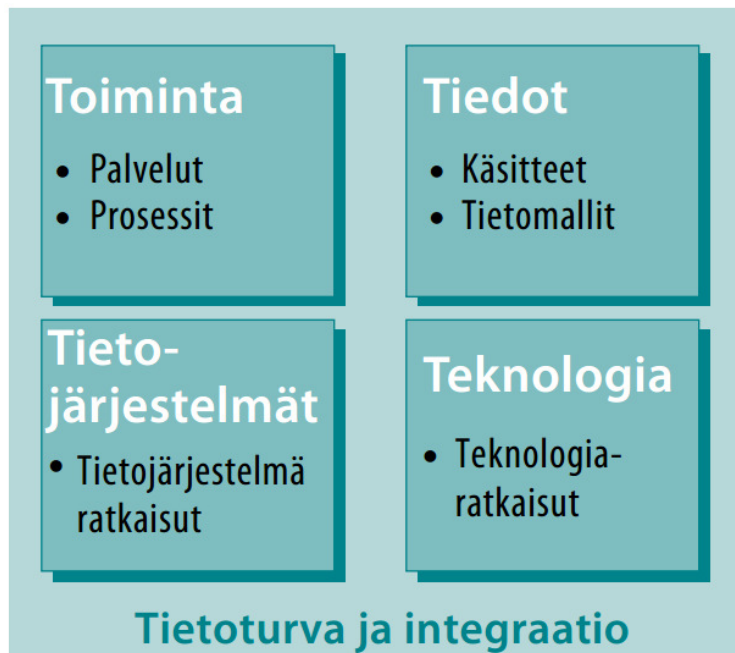 Toiminta
• Palvelut
• Prosessit
Tiedot
• Käsitteet
• Tietomallit
Tieto-
järjestelmät
• Tietojärjestelmä
ratkaisut
Teknologia
• Teknologia-
ratkaisut
Tietoturva ja integraatio